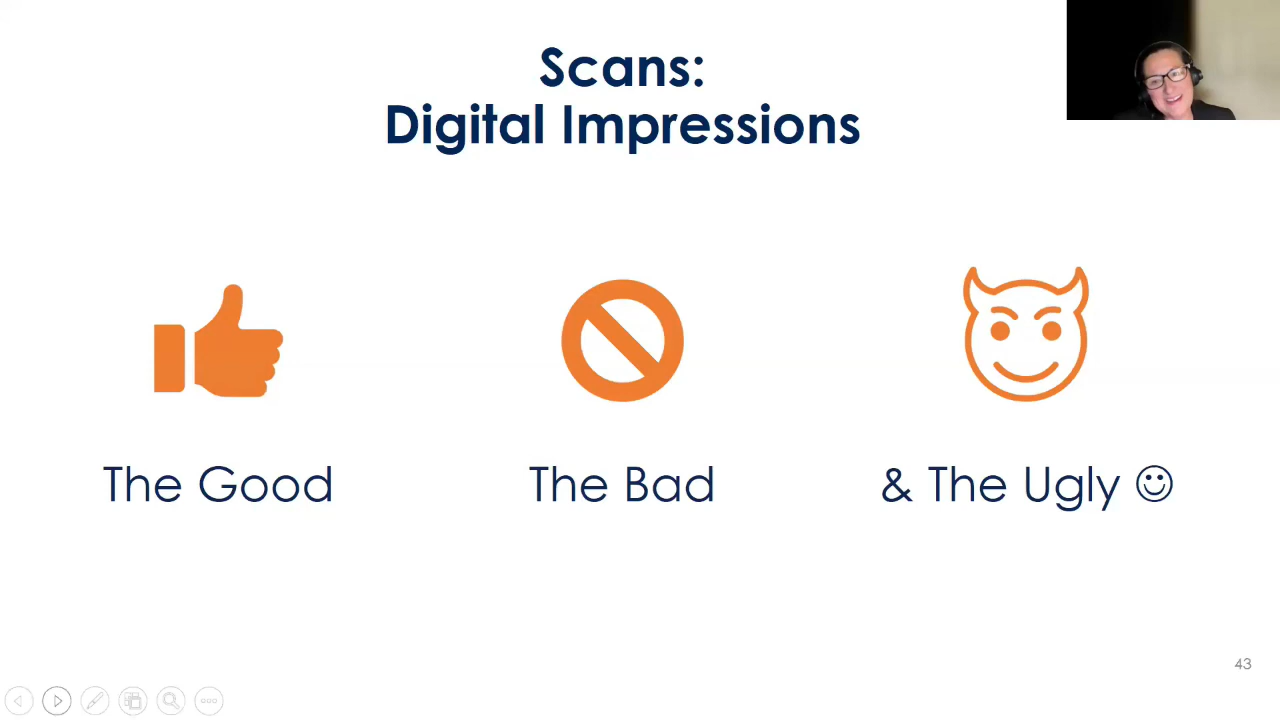 Scans:
Digital Impressions
The Good
The Bad
& The Ugly ☺
43